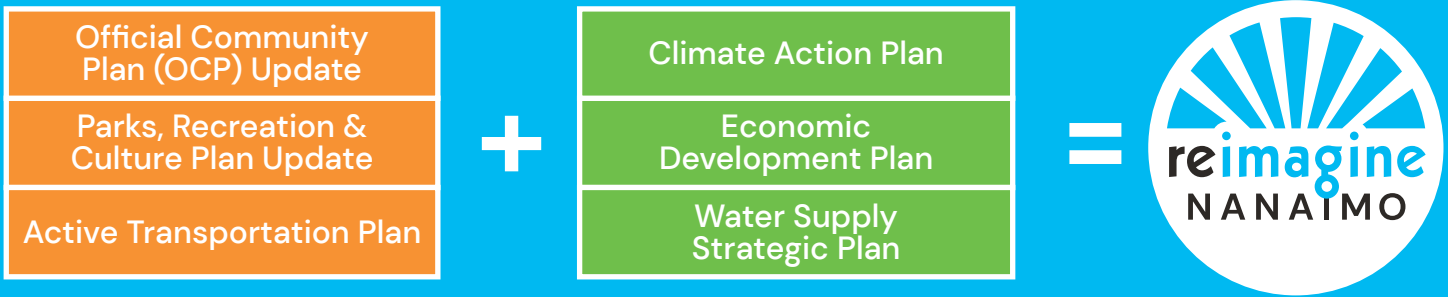 Official Community
Plan (OCP) Update
Parks, Recreation &
Culture Plan Update
Active Transportation Plan
+
Climate Action Plan
Economic
Development Plan
Water Supply
Strategic Plan
=
reimagine
NANAIMO